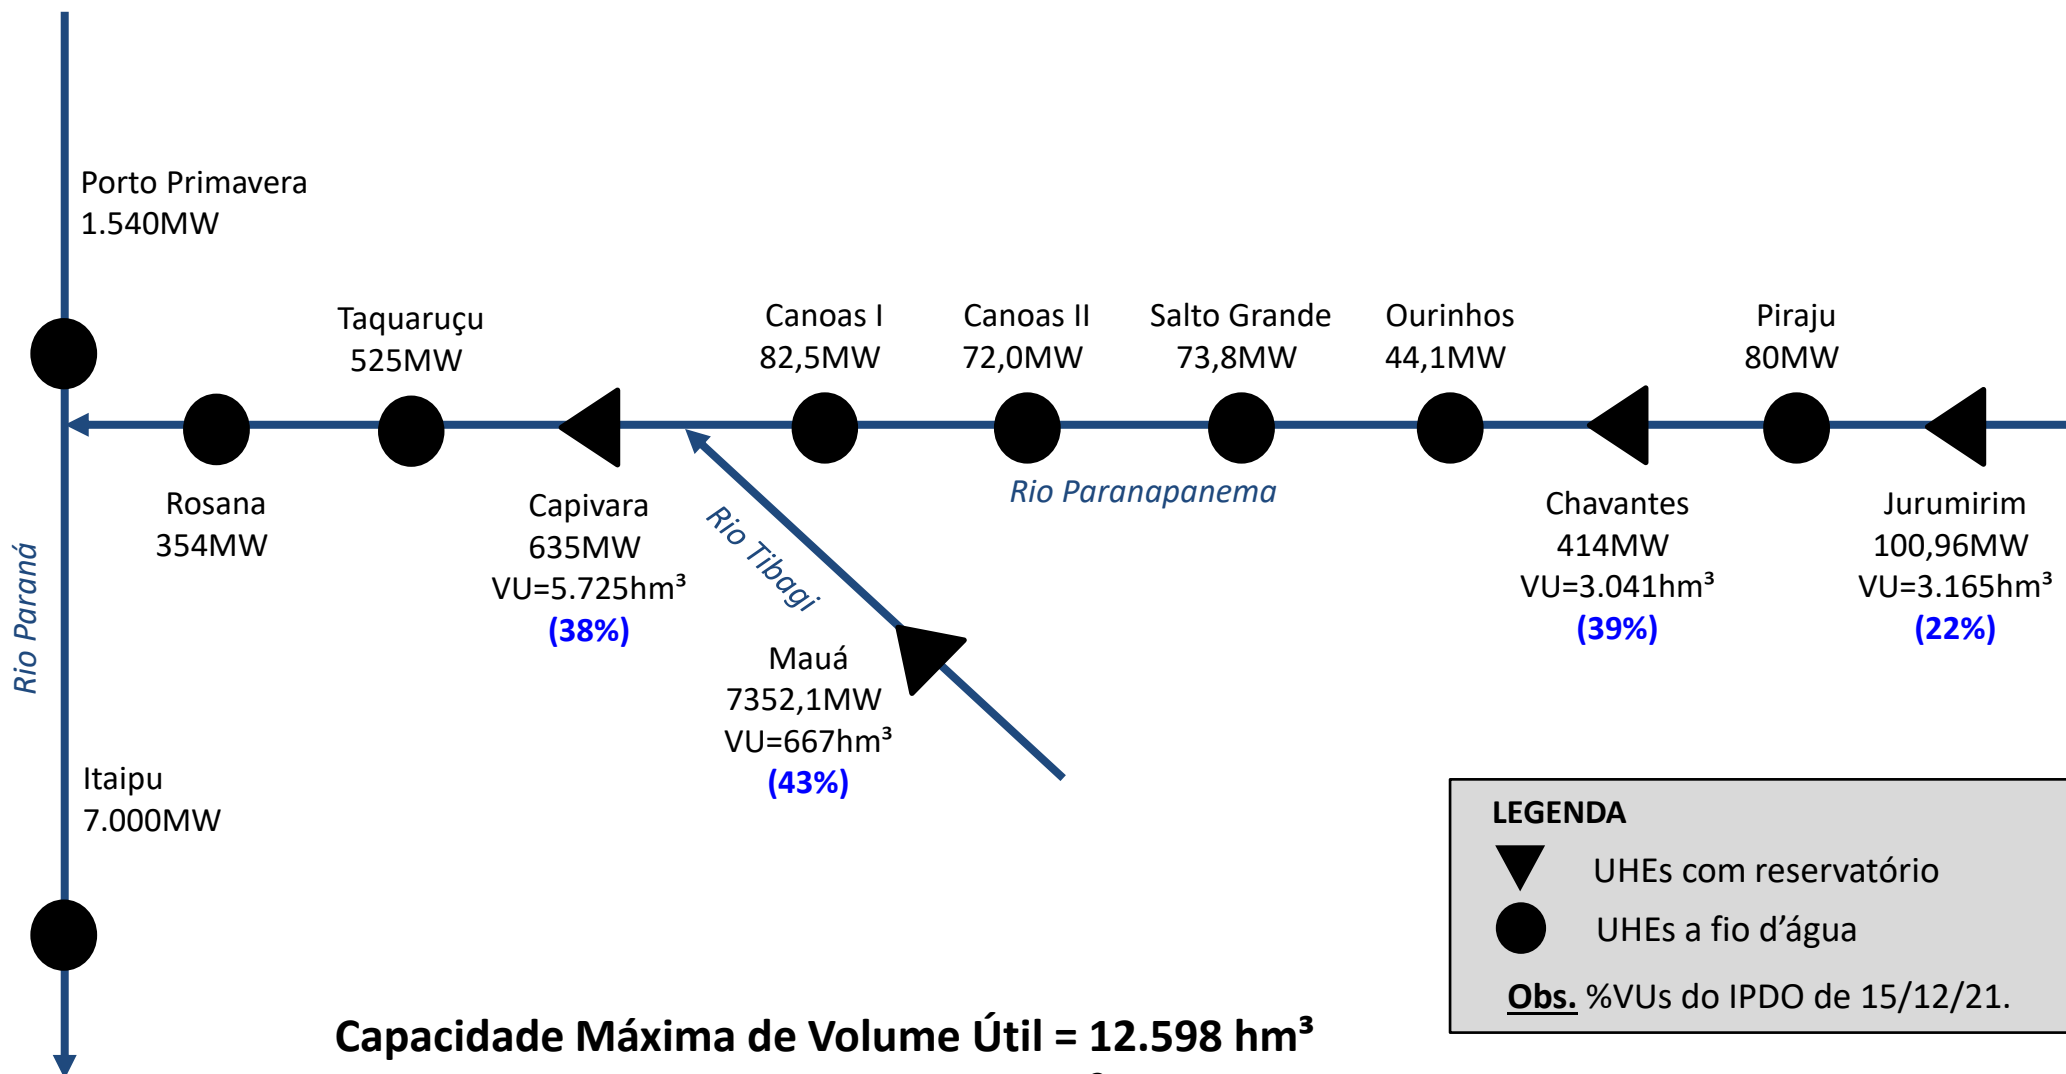 Porto Primavera
1.540MW
Taquaruçu
525MW
Canoas I
82,5MW
Canoas II
72,0MW
Salto Grande
73,8MW
Ourinhos
44,1MW
Piraju
80MW
Rosana
354MW
Capivara
635MW
VU=5.725hm³
(38%)
Rio Tibagi
Rio Paranapanema
Chavantes
414MW
VU=3.041hm³
(39%)
Jurumirim
100,96MW
VU=3.165hm³
(22%)
Rio Paraná
Mauá
7352,1MW
VU=667hm³
(43%)
Itaipu
7.000MW
LEGENDA
UHEs com reservatório
UHEs a fio d'água
Obs. %VUs do IPDO de 15/12/21.
Capacidade Máxima de Volume Útil = 12.598 hm³